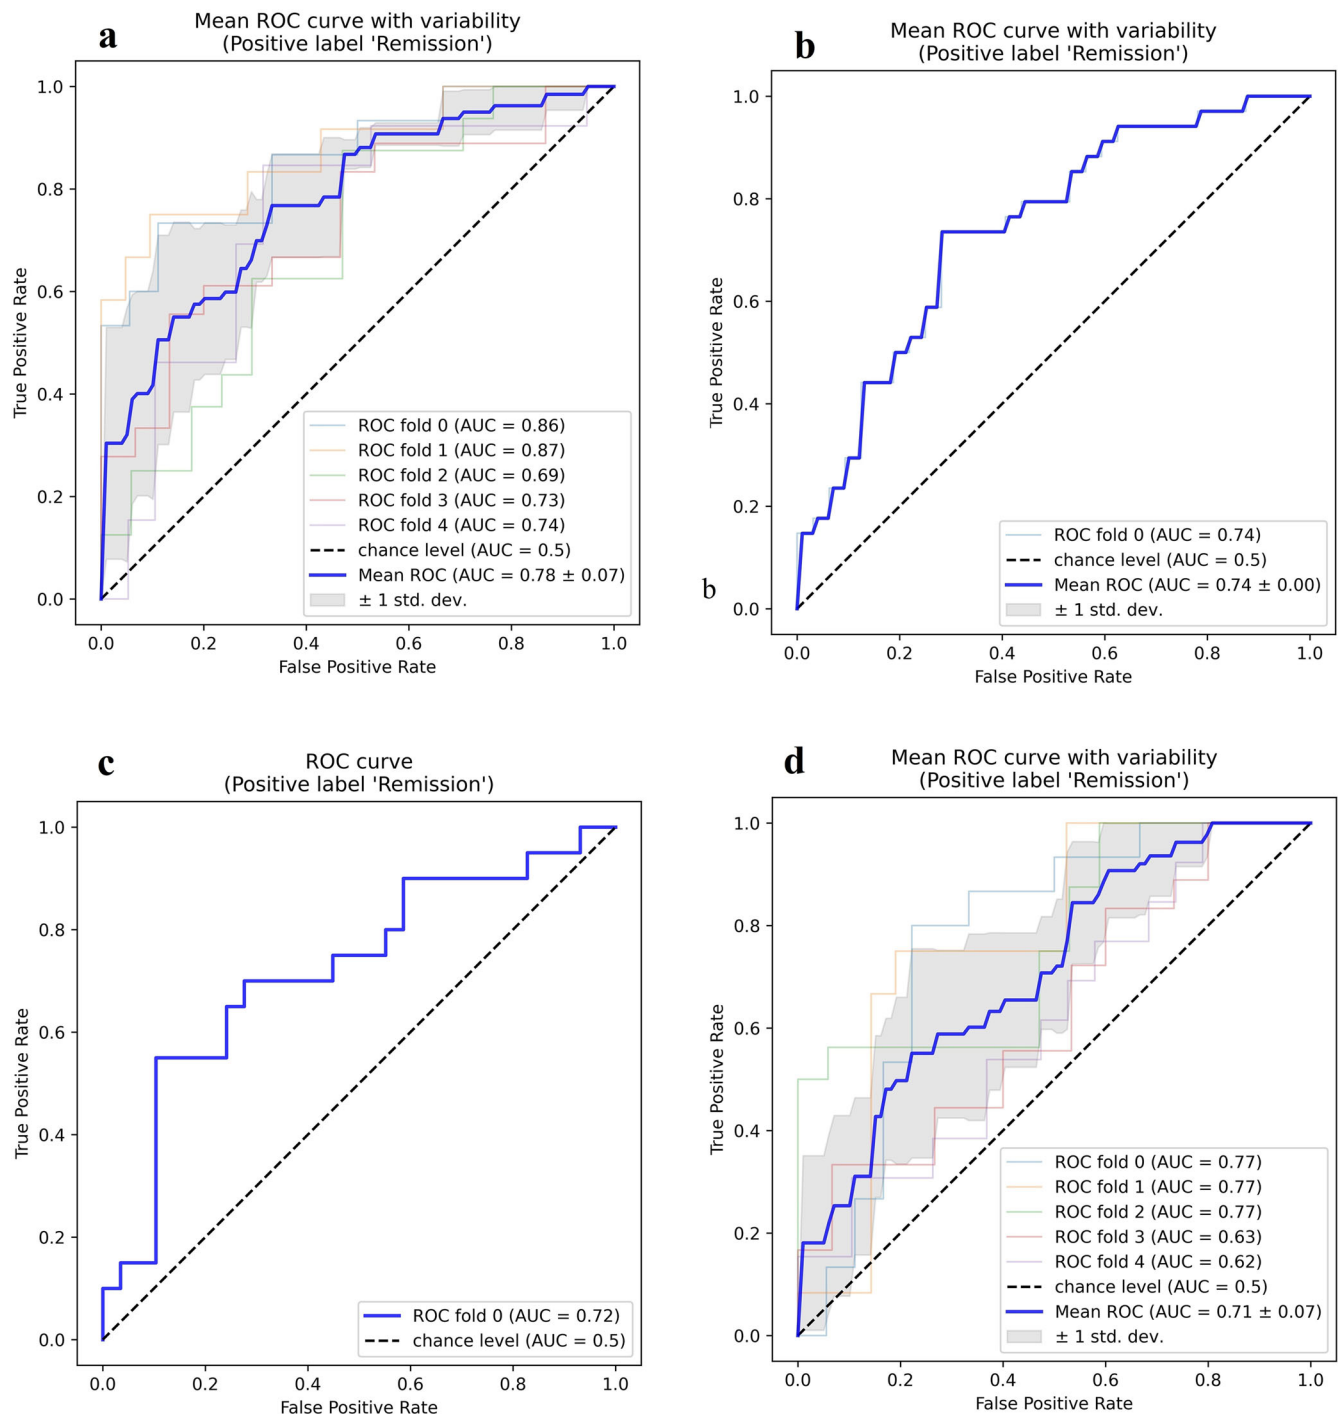 a
Mean ROC curve with variability
(Positive label 'Remission')
True Positive Rate
1.0
0.8
0.6
0.4
0.2
0.0
ROC fold 0 (AUC = 0.86)
ROC fold 1 (AUC = 0.87)
ROC fold 2 (AUC = 0.69)
ROC fold 3 (AUC = 0.73)
ROC fold 4 (AUC = 0.74)
chance level (AUC = 0.5)
Mean ROC (AUC = 0.78 ± 0.07)
± 1 std. dev.
0.0 0.2 0.4 0.6 0.8 1.0
False Positive Rate
b
Mean ROC curve with variability
(Positive label 'Remission')
True Positive Rate
1.0
0.8
0.6
0.4
0.2
0.0
b
ROC fold 0 (AUC = 0.74)
chance level (AUC = 0.5)
Mean ROC (AUC = 0.74 ± 0.00)
± 1 std. dev.
0.0 0.2 0.4 0.6 0.8 1.0
False Positive Rate
c
ROC curve
(Positive label 'Remission')
True Positive Rate
1.0
0.8
0.6
0.4
0.2
0.0
ROC fold 0 (AUC = 0.72)
chance level (AUC = 0.5)
0.0 0.2 0.4 0.6 0.8 1.0
False Positive Rate
d
Mean ROC curve with variability
(Positive label 'Remission')
True Positive Rate
1.0
0.8
0.6
0.4
0.2
0.0
ROC fold 0 (AUC = 0.77)
ROC fold 1 (AUC = 0.77)
ROC fold 2 (AUC = 0.77)
ROC fold 3 (AUC = 0.63)
ROC fold 4 (AUC = 0.62)
chance level (AUC = 0.5)
Mean ROC (AUC = 0.71 ± 0.07)
± 1 std. dev.
0.0 0.2 0.4 0.6 0.8 1.0
False Positive Rate